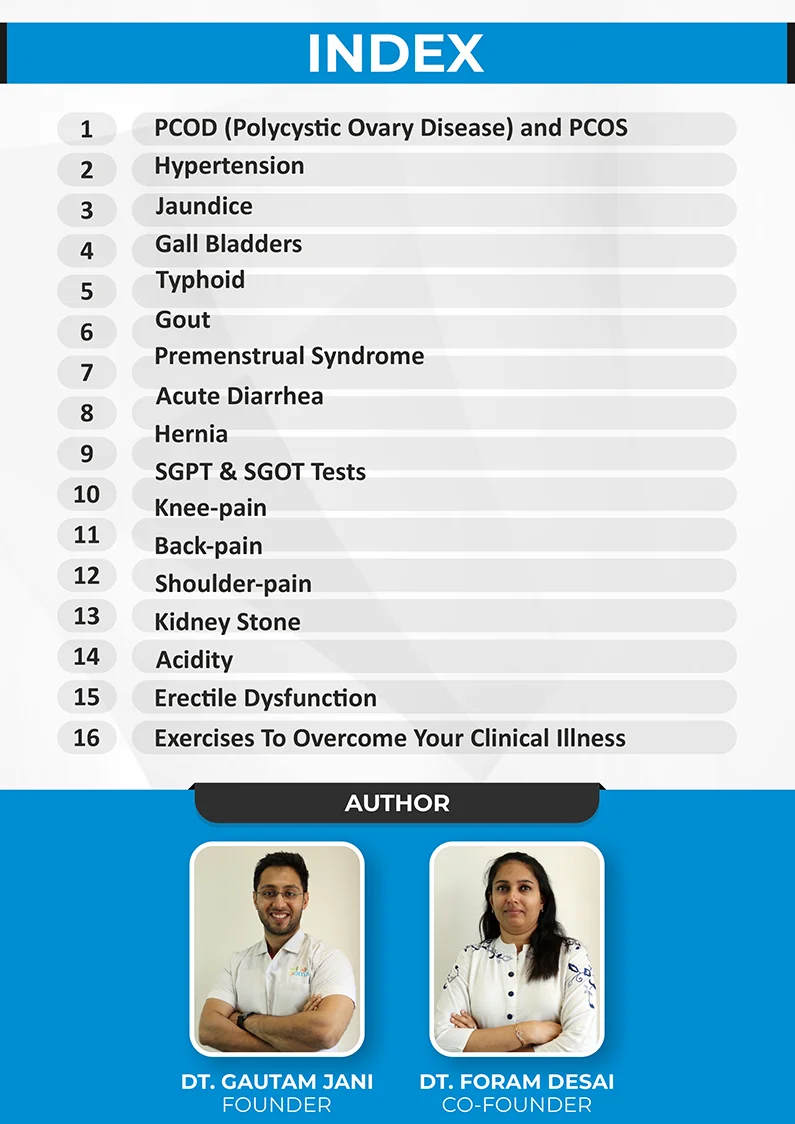 INDEX
1 PCOD (Polycystic Ovary Disease) and PCOS
2 Hypertension
3 Jaundice
4 Gall Bladders
5 Typhoid
6 Gout
7 Premenstrual Syndrome
8 Acute Diarrhea
9 Hernia
10 SGPT & SGOT Tests
11 Knee-pain
12 Back-pain
13 Shoulder-pain
14 Kidney Stone
15 Acidity
16 Erectile Dysfunction
Exercises To Overcome Your Clinical Illness
AUTHOR
DT. GAUTAM JANI
DT. FORAM DESAI
FOUNDER
CO-FOUNDER